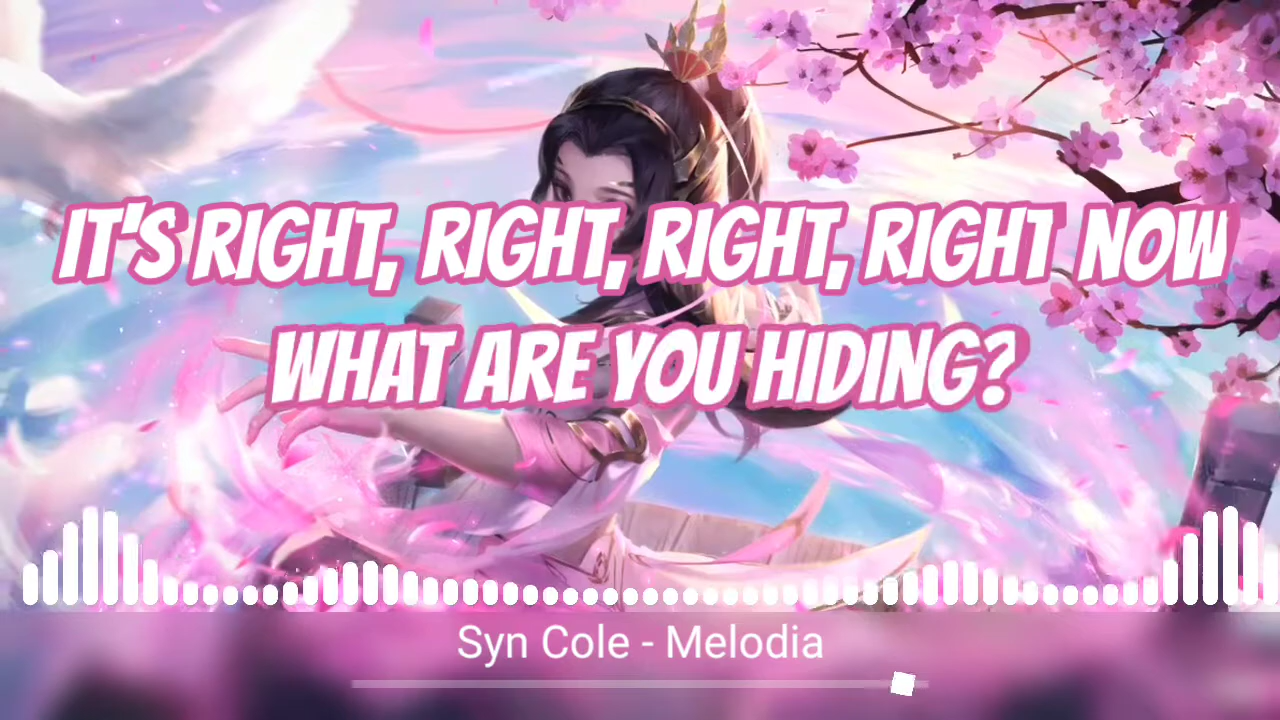 IT'S RIGHT, RIGHT, RIGHT, RIGHT NOW
WHAT ARE YOU HIDING?
Syn Cole - Melodia